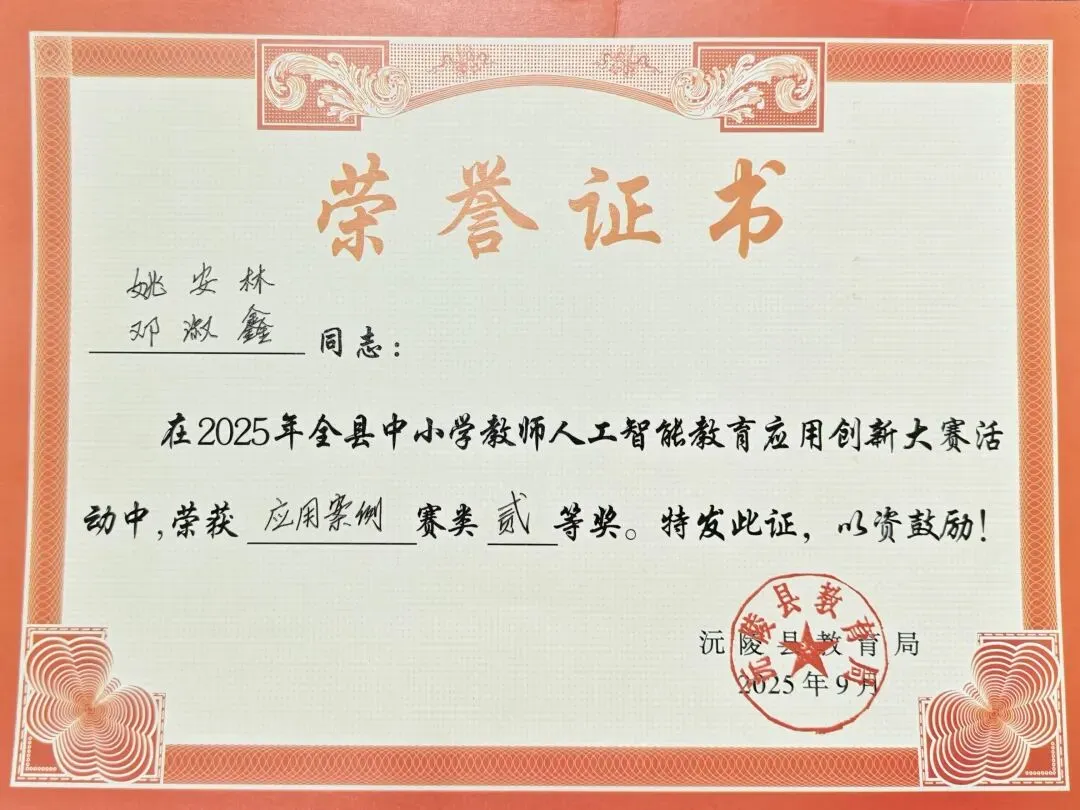 荣誉证书
姚安林
邓淑鑫 同志：
在2025年全县中小学教师人工智能教育应用创新大赛活
动中，荣获 应用案例 赛类 贰 等奖。特发此证，以资鼓励！
沅陵县教育局
2025年9月
沅陵县教育局